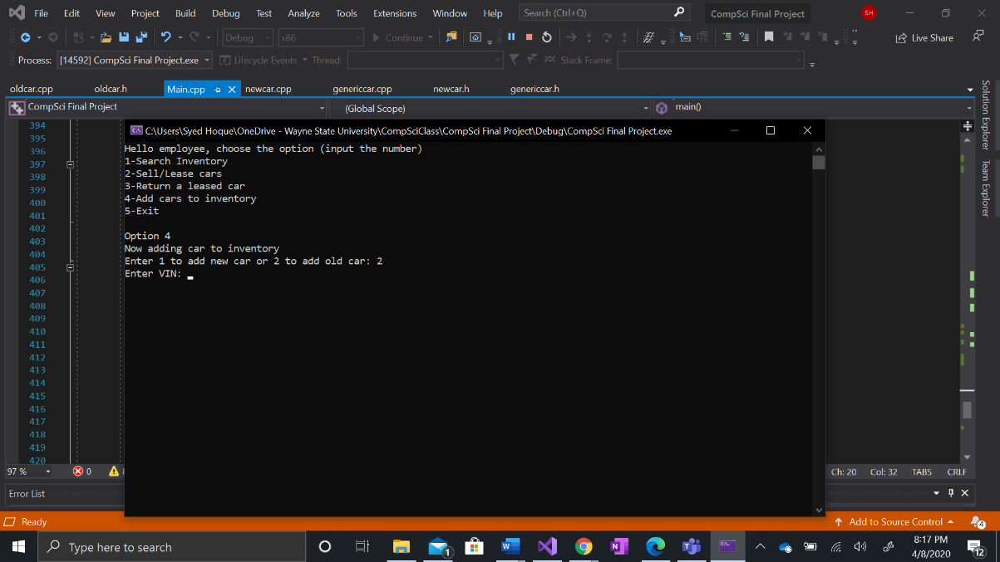 File Edit View Project Build Debug Test Analyze Tools Extensions Window Help Search (Ctrl+Q) CompSci Final Project SH
Debug x86 Continue Live Share
Process: [14592] CompSci Final Project.exe Lifecycle Events Thread: Stack Frame:
oldcar.cpp oldcar.h Main.cpp newcar.cpp genericcar.cpp newcar.h genericcar.h
CompSci Final Project (Global Scope) main()
Solution Explorer
Team Explorer
C:\Users\Syed Hoque\OneDrive - Wayne State University\CompSciClass\CompSci Final Project\Debug\CompSci Final Project.exe
Hello employee, choose the option (input the number)
1-Search Inventory
2-Sell/Lease cars
3-Return a leased car
4-Add cars to inventory
5-Exit
Option 4
Now adding car to inventory
Enter 1 to add new car or 2 to add old car: 2
Enter VIN:
394
395
396
397
398
399
400
401
402
403
404
405
406
407
408
409
410
411
412
413
414
415
416
417
418
419
420
97 % 0 Ch: 20 Col: 32 TABS CRLF
Error List
Ready Add to Source Control 4
Type here to search 1 8:17 PM
4/8/2020 12